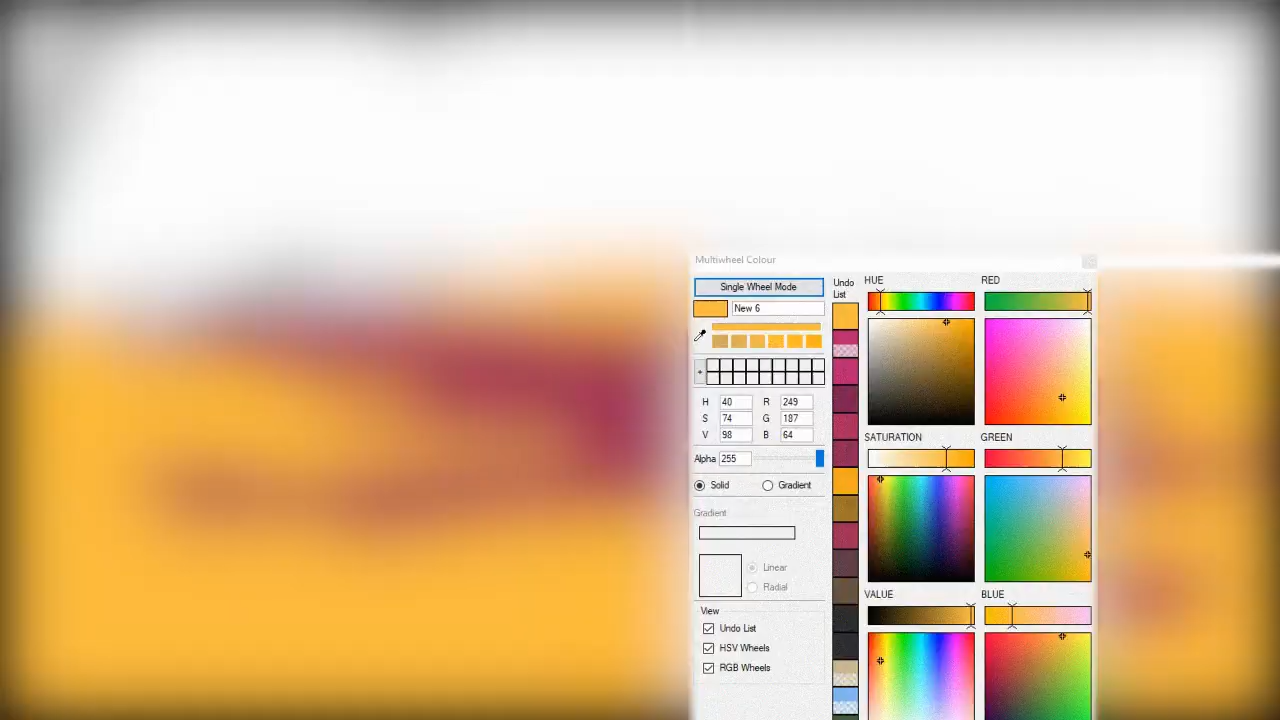 Multiwheel Colour
Single Wheel Mode
New 6
+
H 40 R 249
S 74 G 187
V 98 B 64
Alpha 255
Solid Gradient
Gradient
Linear
Radial
View
Undo List
HSV Wheels
RGB Wheels
Undo
List
HUE
RED
SATURATION
GREEN
VALUE
BLUE